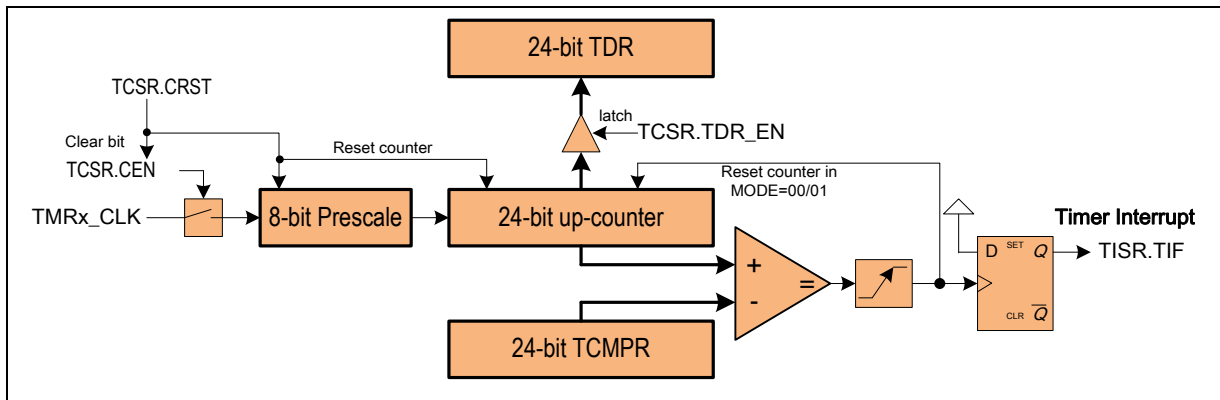 24-bit TDR
TCSR.CRST
latch
TCSR.TDR_EN
Clear bit
TCSR.CEN
Reset counter
Reset counter in
MODE=00/01
TMRx_CLK
8-bit Prescale
24-bit up-counter
Timer Interrupt
D SET Q
TISR.TIF
+
=
-
CLR Q
24-bit TCMPR